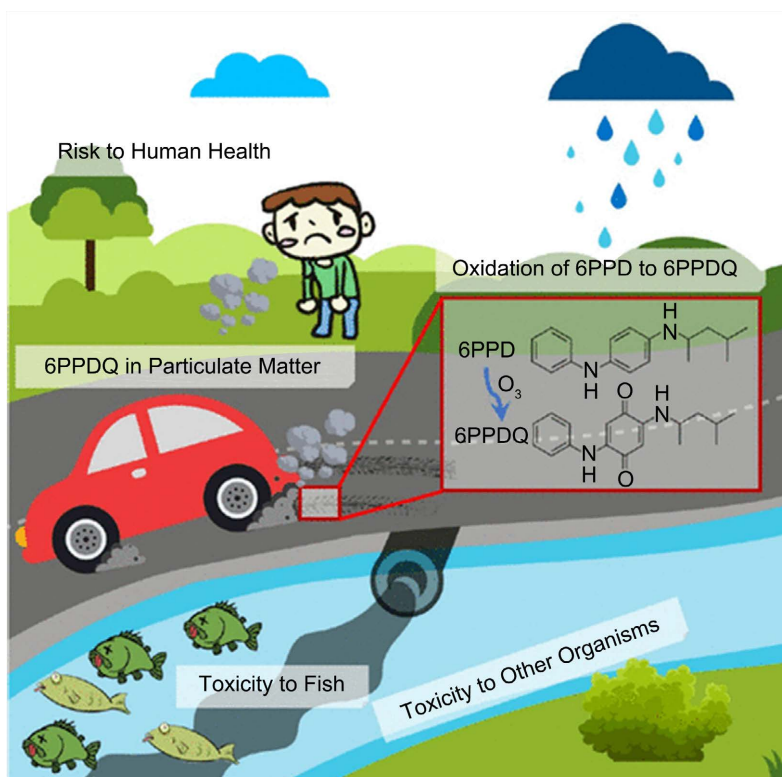 Risk to Human Health
Oxidation of 6PPD to 6PPDQ
H
N
6PPD
N
H
O₃
O
H
N
6PPDQ
N
H
O
6PPDQ in Particulate Matter
Toxicity to Fish
Toxicity to Other Organisms